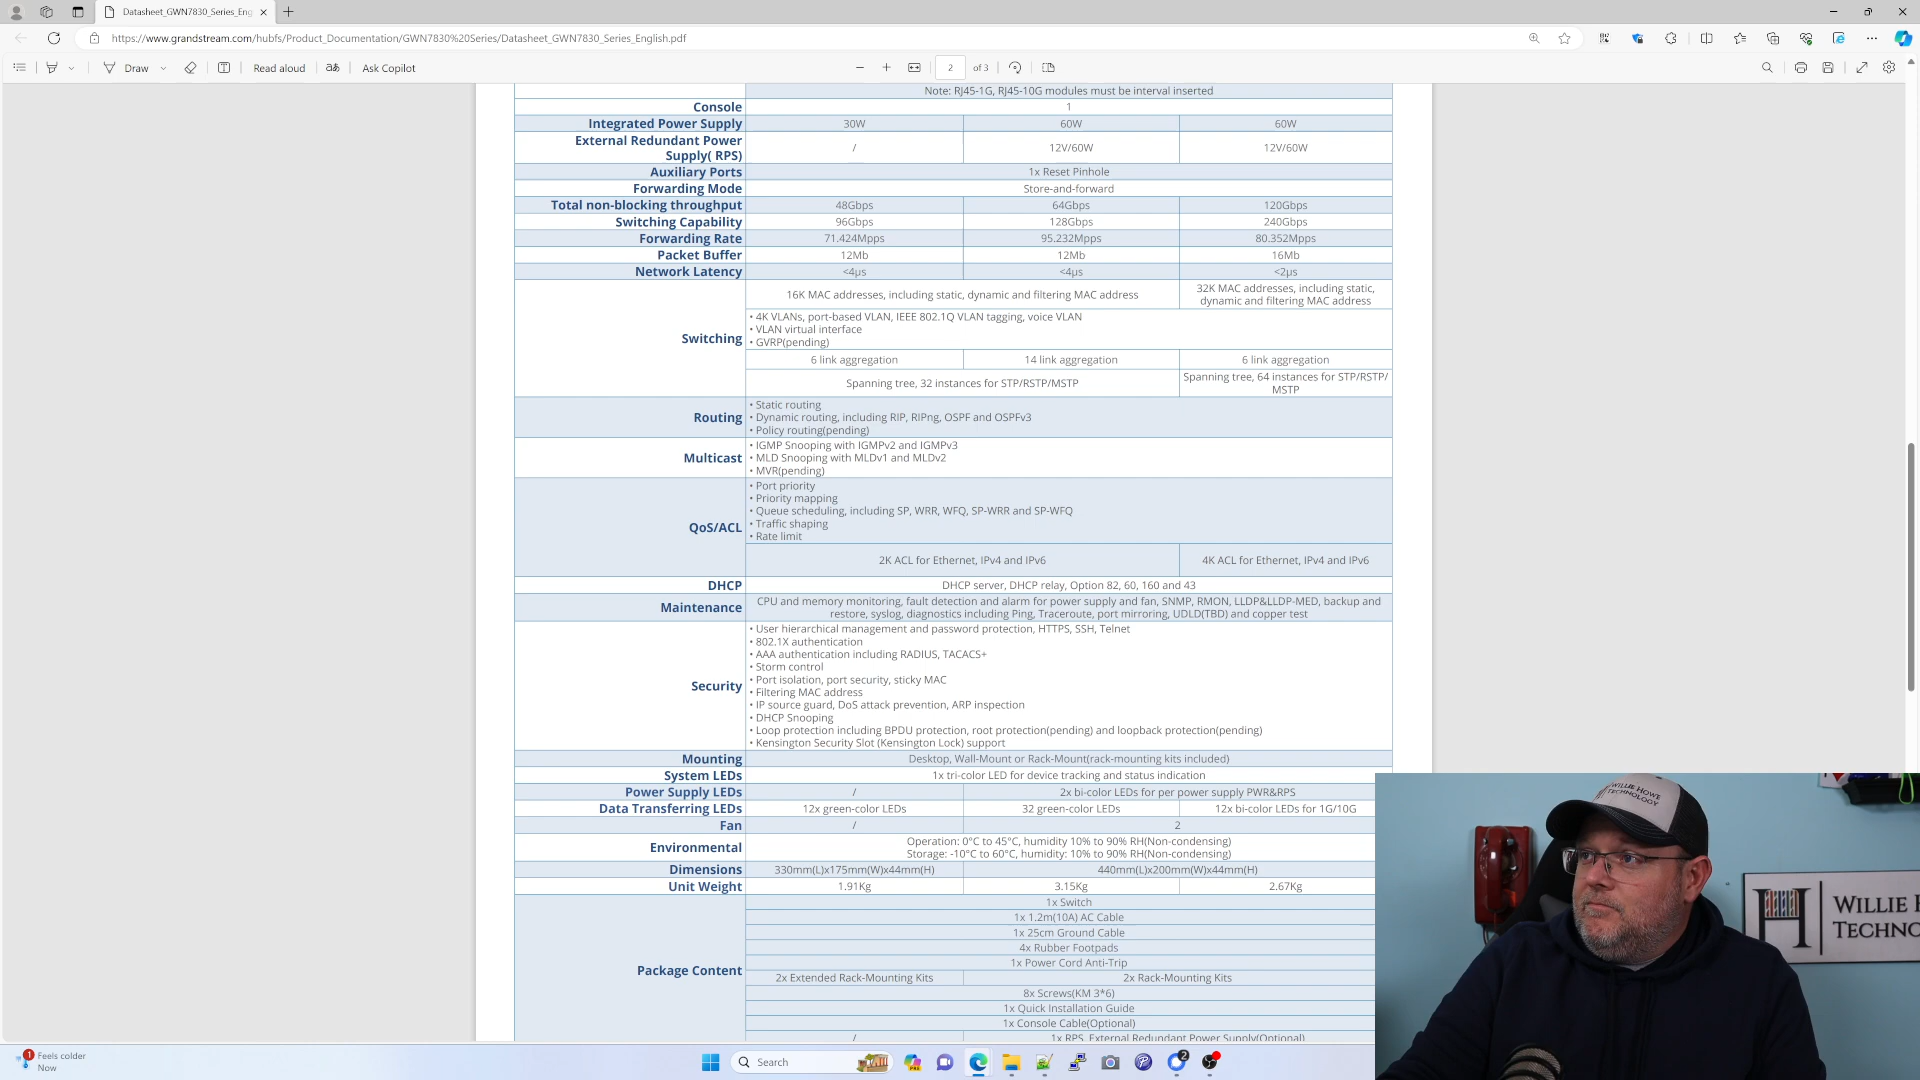 Datasheet_GWN7830_Series_Eng
https://www.grandstream.com/hubfs/Product_Documentation/GWN7830%20Series/Datasheet_GWN7830_Series_English.pdf
Draw Read aloud Ask Copilot 2 of 3
Note: RJ45-1G, RJ45-10G modules must be interval inserted
Console 1
Integrated Power Supply 30W 60W 60W
External Redundant Power
Supply( RPS) / 12V/60W 12V/60W
Auxiliary Ports 1x Reset Pinhole
Forwarding Mode Store-and-forward
Total non-blocking throughput 48Gbps 64Gbps 120Gbps
Switching Capability 96Gbps 128Gbps 240Gbps
Forwarding Rate 71.424Mpps 95.232Mpps 80.352Mpps
Packet Buffer 12Mb 12Mb 16Mb
Network Latency <4μs <4μs <2μs
Switching
16K MAC addresses, including static, dynamic and filtering MAC address
32K MAC addresses, including static,
dynamic and filtering MAC address
• 4K VLANs, port-based VLAN, IEEE 802.1Q VLAN tagging, voice VLAN
• VLAN virtual interface
• GVRP(pending)
6 link aggregation 14 link aggregation 6 link aggregation
Spanning tree, 32 instances for STP/RSTP/MSTP
Spanning tree, 64 instances for STP/RSTP/
MSTP
Routing
• Static routing
• Dynamic routing, including RIP, RIPng, OSPF and OSPFv3
• Policy routing(pending)
Multicast
• IGMP Snooping with IGMPv2 and IGMPv3
• MLD Snooping with MLDv1 and MLDv2
• MVR(pending)
QoS/ACL
• Port priority
• Priority mapping
• Queue scheduling, including SP, WRR, WFQ, SP-WRR and SP-WFQ
• Traffic shaping
• Rate limit
2K ACL for Ethernet, IPv4 and IPv6 4K ACL for Ethernet, IPv4 and IPv6
DHCP DHCP server, DHCP relay, Option 82, 60, 160 and 43
Maintenance
CPU and memory monitoring, fault detection and alarm for power supply and fan, SNMP, RMON, LLDP&LLDP-MED, backup and
restore, syslog, diagnostics including Ping, Traceroute, port mirroring, UDLD(TBD) and copper test
Security
• User hierarchical management and password protection, HTTPS, SSH, Telnet
• 802.1X authentication
• AAA authentication including RADIUS, TACACS+
• Storm control
• Port isolation, port security, sticky MAC
• Filtering MAC address
• IP source guard, DoS attack prevention, ARP inspection
• DHCP Snooping
• Loop protection including BPDU protection, root protection(pending) and loopback protection(pending)
• Kensington Security Slot (Kensington Lock) support
Mounting Desktop, Wall-Mount or Rack-Mount(rack-mounting kits included)
System LEDs 1x tri-color LED for device tracking and status indication
Power Supply LEDs / 2x bi-color LEDs for per power supply PWR&RPS
Data Transferring LEDs 12x green-color LEDs 32 green-color LEDs 12x bi-color LEDs for 1G/10G
Fan / 2
Environmental
Operation: 0°C to 45°C, humidity 10% to 90% RH(Non-condensing)
Storage: -10°C to 60°C, humidity: 10% to 90% RH(Non-condensing)
Dimensions 330mm(L)x175mm(W)x44mm(H) 440mm(L)x200mm(W)x44mm(H)
Unit Weight 1.91Kg 3.15Kg 2.67Kg
Package Content
1x Switch
1x 1.2m(10A) AC Cable
1x 25cm Ground Cable
4x Rubber Footpads
1x Power Cord Anti-Trip
2x Extended Rack-Mounting Kits 2x Rack-Mounting Kits
8x Screws(KM 3*6)
1x Quick Installation Guide
1x Console Cable(Optional)
/ 1x RPS, External Redundant Power Supply(Optional)
WILLIE HOWE
TECHNOLOGY
WILLIE H
TECHNO
1
Feels colder
Now
Search
2